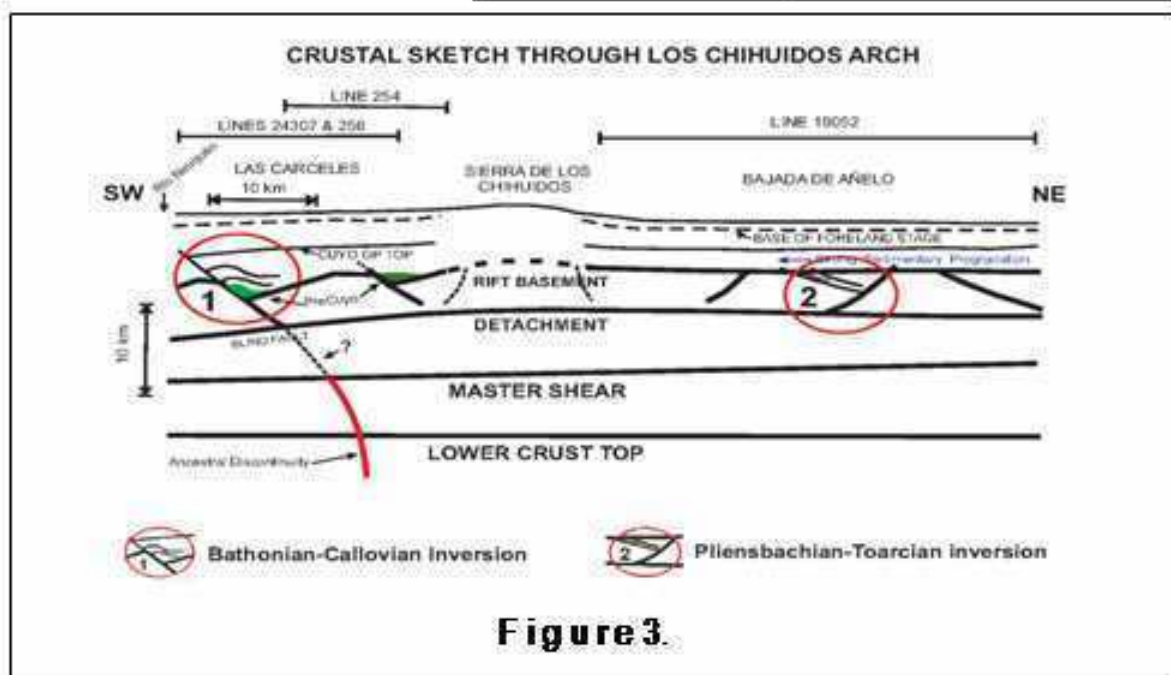 CRUSTAL SKETCH THROUGH LOS CHIHUIDOS ARCH
LINE 254
LINES 24307 & 256
LINE 19052
LAS CARCELES
10 km
SIERRA DE LOS
CHIHUIDOS
BAJADA DE AÑELO
SW
NE
BASE OF FORELAND STAGE
CUYO GP TOP
Sedimentary Progradation
1
PreCuyo
RIFT BASEMENT
2
DETACHMENT
BLIND FAULT
?
10 km
MASTER SHEAR
LOWER CRUST TOP
Ancestral Discontinuity
1
Bathonian-Callovian Inversion
2
Pliensbachian-Toarcian inversion
Figure 3.